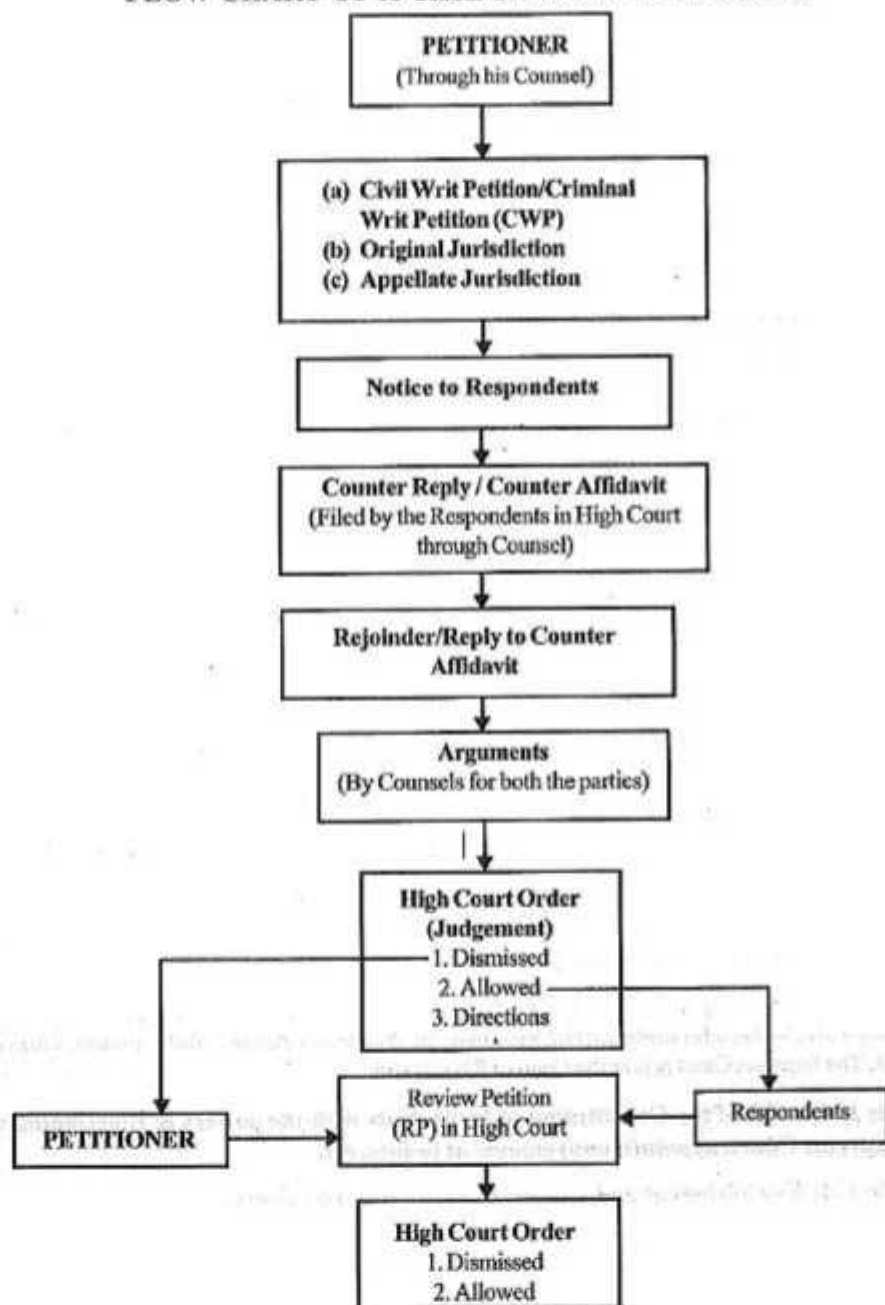 PETITIONER
(Through his Counsel)
(a) Civil Writ Petition/Criminal
Writ Petition (CWP)
(b) Original Jurisdiction
(c) Appellate Jurisdiction
Notice to Respondents
Counter Reply / Counter Affidavit
(Filed by the Respondents in High Court
through Counsel)
Rejoinder/Reply to Counter
Affidavit
Arguments
(By Counsels for both the parties)
High Court Order
(Judgement)
1. Dismissed
2. Allowed
3. Directions
Review Petition
(RP) in High Court
Respondents
PETITIONER
High Court Order
1. Dismissed
2. Allowed